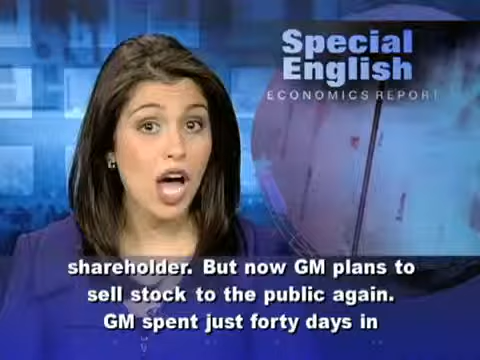 Special
English
ECONOMICS REPORT
shareholder. But now GM plans to
sell stock to the public again.
GM spent just forty days in